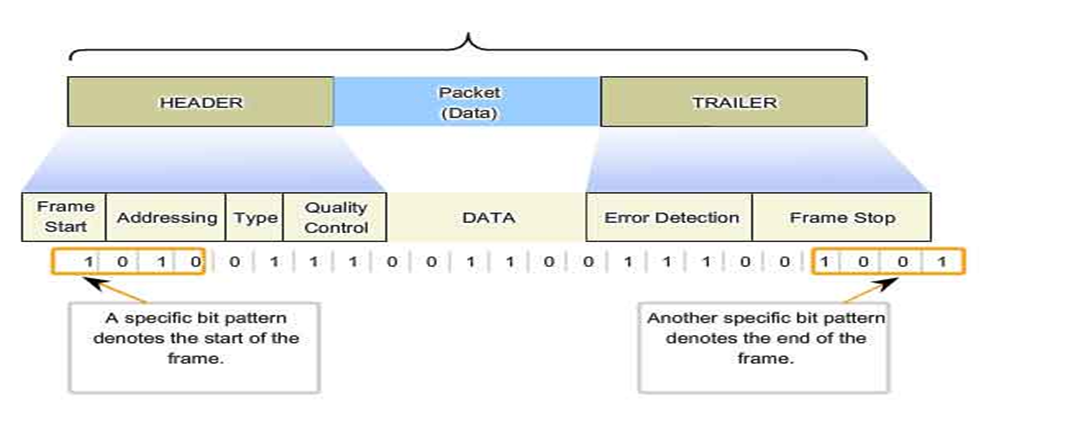 HEADER
Packet
(Data)
TRAILER
Frame
Start
Addressing
Type
Quality
Control
DATA
Error Detection
Frame Stop
1 0 1 0 0 1 1 1 0 0 1 1 0 0 1 1 1 0 0 1 0 0 1
A specific bit pattern
denotes the start of the
frame.
Another specific bit pattern
denotes the end of the
frame.